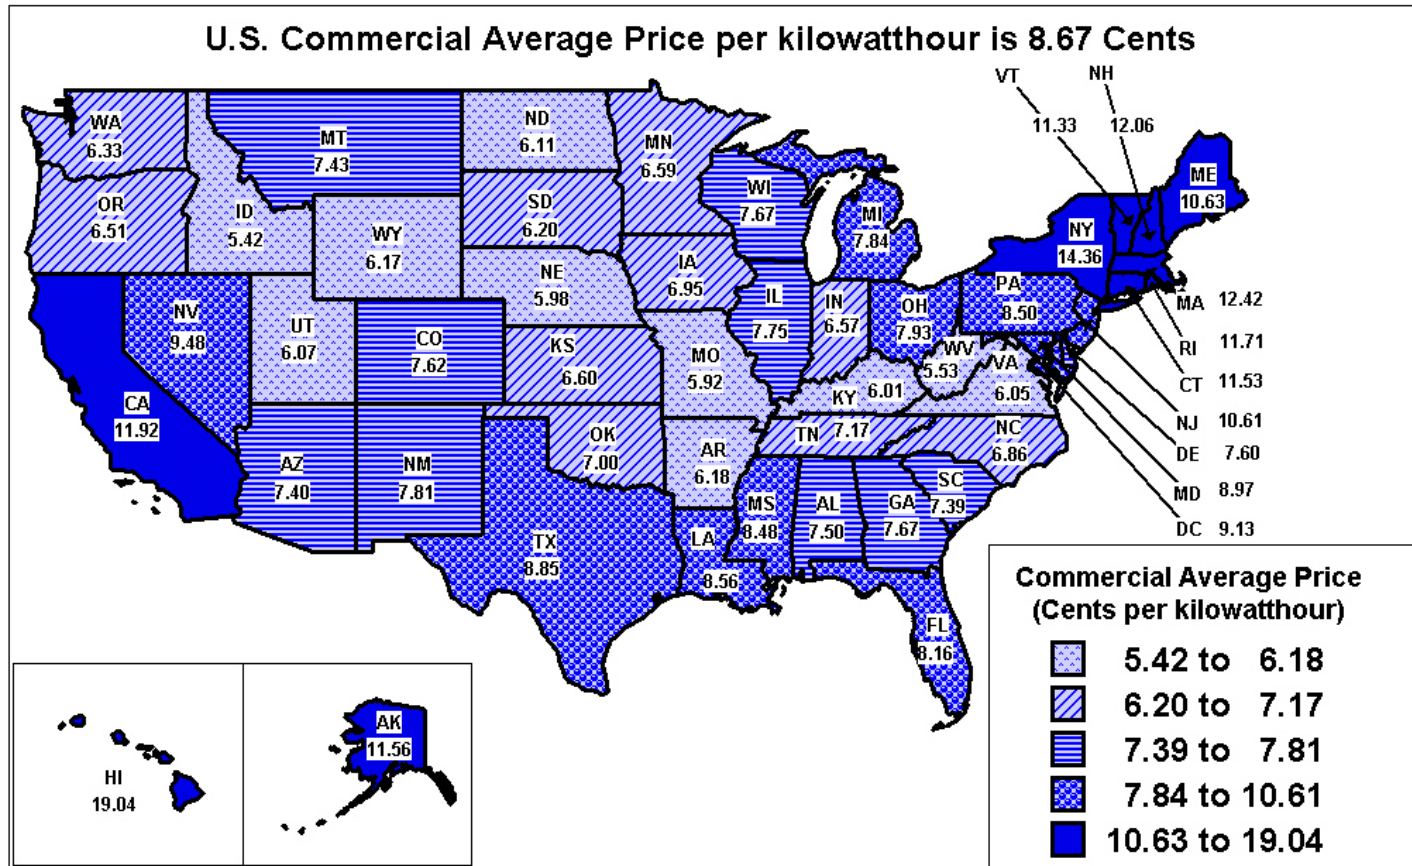 U.S. Commercial Average Price per kilowatthour is 8.67 Cents
VT
NH
11.33
12.06
WA
6.33
MT
7.43
ND
6.11
MN
6.59
ME
10.63
OR
6.51
ID
5.42
WY
6.17
SD
6.20
WI
7.67
MI
7.84
NY
14.36
NV
9.48
UT
6.07
CO
7.62
NE
5.98
IA
6.95
IL
7.75
IN
6.57
OH
7.93
PA
8.50
MA 12.42
RI 11.71
CT 11.53
NJ 10.61
DE 7.60
MD 8.97
DC 9.13
CA
11.92
KS
6.60
MO
5.92
KY 6.01
WV
5.53
VA
6.05
AZ
7.40
NM
7.81
OK
7.00
AR
6.18
TN 7.17
NC
6.86
TX
8.85
LA
8.56
MS
8.48
AL
7.50
GA
7.67
SC
7.39
FL
8.16
HI
19.04
AK
11.56
Commercial Average Price
(Cents per kilowatthour)
5.42 to 6.18
6.20 to 7.17
7.39 to 7.81
7.84 to 10.61
10.63 to 19.04